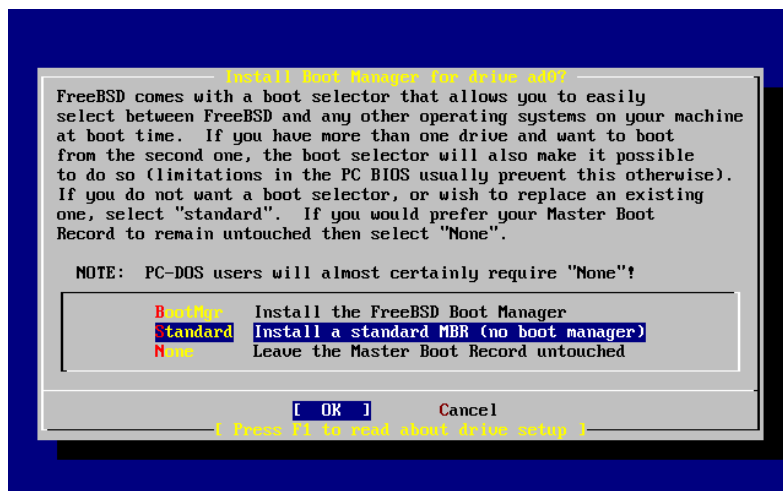 Install Boot Manager for drive ad0?
FreeBSD comes with a boot selector that allows you to easily
select between FreeBSD and any other operating systems on your machine
at boot time.  If you have more than one drive and want to boot
from the second one, the boot selector will also make it possible
to do so (limitations in the PC BIOS usually prevent this otherwise).
If you do not want a boot selector, or wish to replace an existing
one, select "standard".  If you would prefer your Master Boot
Record to remain untouched then select "None".
NOTE:  PC-DOS users will almost certainly require "None"!
BootMgr   Install the FreeBSD Boot Manager
Standard  Install a standard MBR (no boot manager)
None      Leave the Master Boot Record untouched
[  OK  ]       Cancel
[ Press F1 to read about drive setup ]